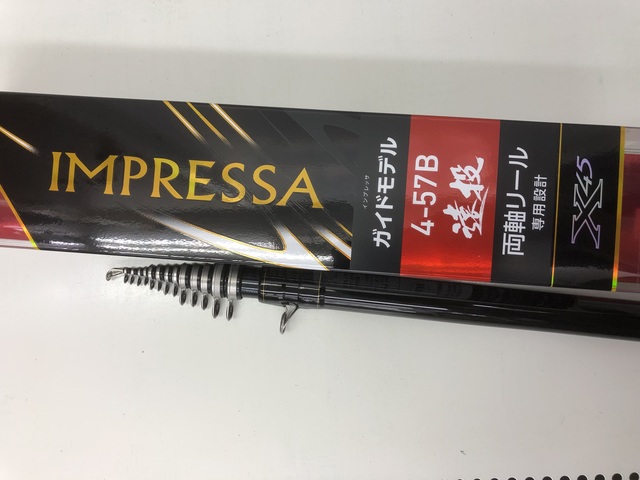 IMPRESSA
インプレッサ
ガイドモデル
4-57B
遠投
両軸リール
専用設計
X45